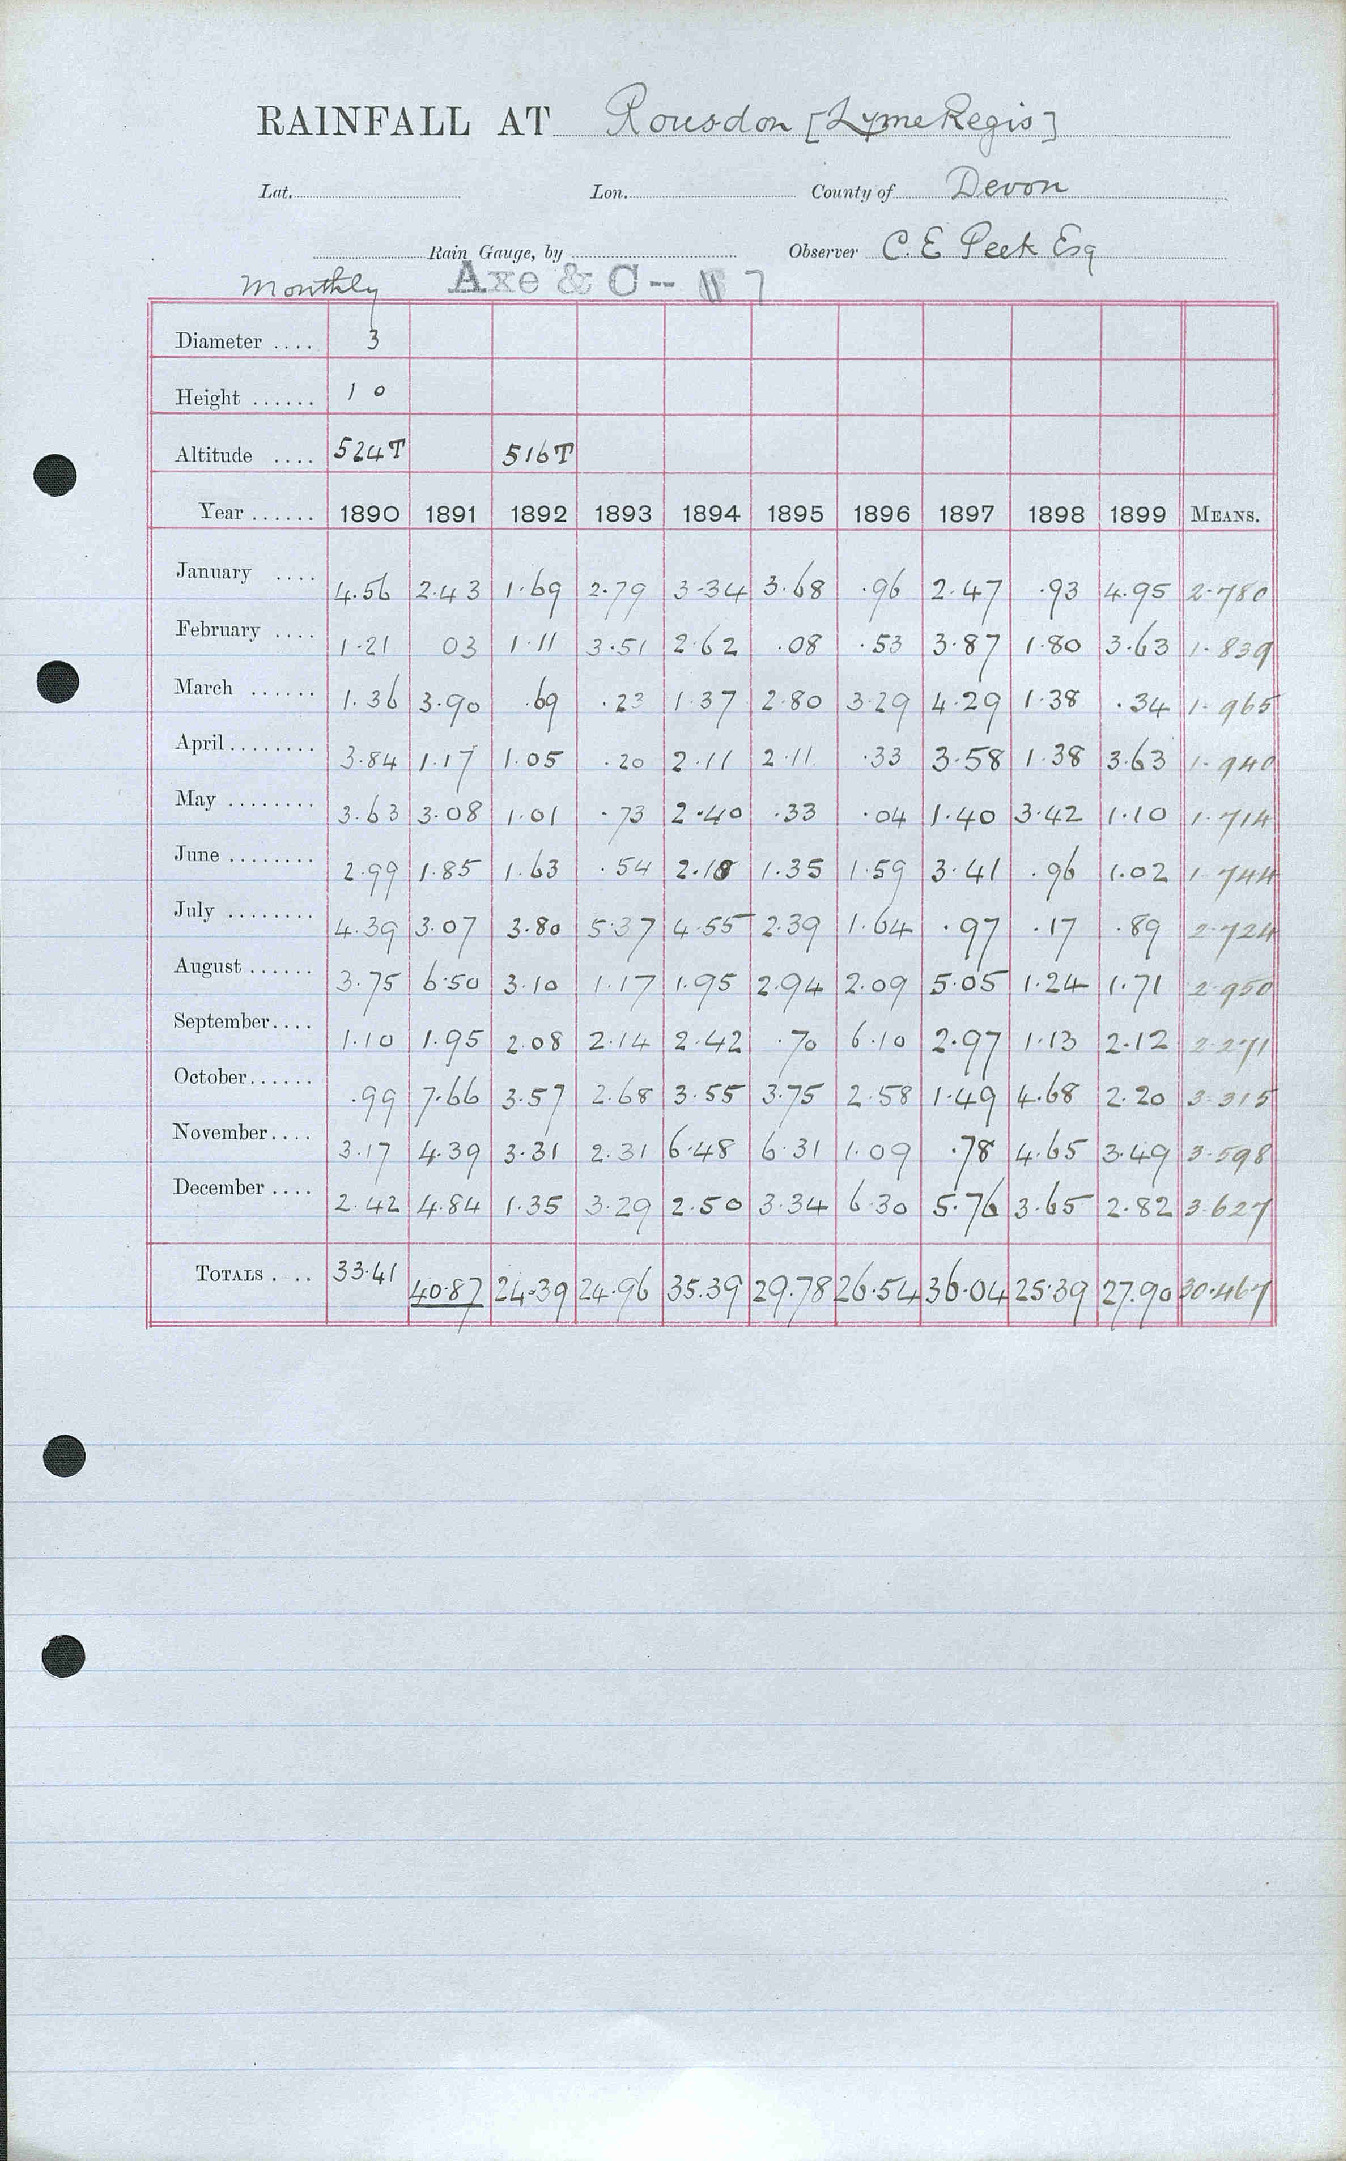 RAINFALL AT Rousdon [Lyme Regis]
Lat. Lon. County of Devon
Rain Gauge, by Observer C. E. Peek Esq
Monthly Axe & C-- 7
Diameter .... 3
Height ...... 1 0
Altitude .... 524T 516T
Year ...... 1890 1891 1892 1893 1894 1895 1896 1897 1898 1899 MEANS.
January .... 4.56 2.43 1.69 2.79 3.34 3.68 .96 2.47 .93 4.95 2.780
February .... 1.21 03 1.11 3.51 2.62 .08 .53 3.87 1.80 3.63 1.839
March ...... 1.36 3.90 .69 .23 1.37 2.80 3.29 4.29 1.38 .34 1.965
April ........ 3.84 1.17 1.05 .20 2.11 2.11 .33 3.58 1.38 3.63 1.940
May ........ 3.63 3.08 1.01 .73 2.40 .33 .04 1.40 3.42 1.10 1.714
June ........ 2.99 1.85 1.63 .54 2.10 1.35 1.59 3.41 .96 1.02 1.744
July ........ 4.39 3.07 3.80 5.37 4.55 2.39 1.64 .97 .17 .89 2.724
August ...... 3.75 6.50 3.10 1.17 1.95 2.94 2.09 5.05 1.24 1.71 2.950
September.... 1.10 1.95 2.08 2.14 2.42 .70 6.10 2.97 1.13 2.12 2.271
October...... .99 7.66 3.57 2.68 3.55 3.75 2.58 1.49 4.68 2.20 3.315
November.... 3.17 4.39 3.31 2.31 6.48 6.31 1.09 .78 4.65 3.49 3.598
December .... 2.42 4.84 1.35 3.29 2.50 3.34 6.30 5.76 3.65 2.82 3.627
TOTALS . .. 33.41 40.87 24.39 24.96 35.39 29.78 26.54 36.04 25.39 27.90 30.467